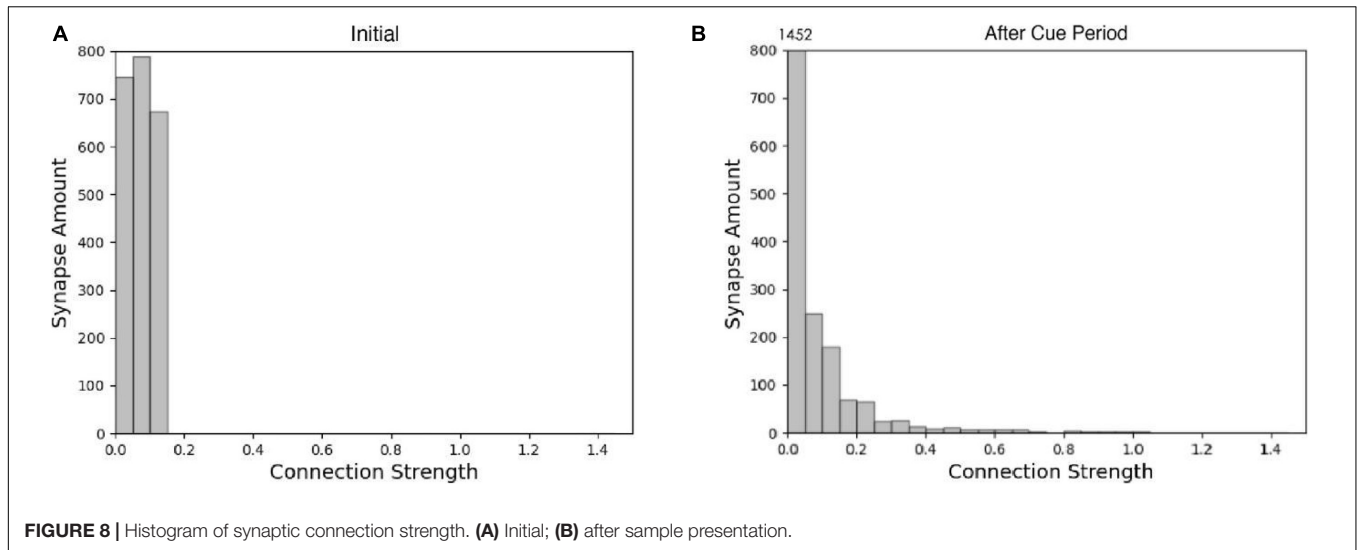 A
Initial
800
700
600
500
400
300
200
100
0
Synapse Amount
0.0 0.2 0.4 0.6 0.8 1.0 1.2 1.4
Connection Strength
B
After Cue Period
1452
800
700
600
500
400
300
200
100
0
Synapse Amount
0.0 0.2 0.4 0.6 0.8 1.0 1.2 1.4
Connection Strength
FIGURE 8 | Histogram of synaptic connection strength. (A) Initial; (B) after sample presentation.